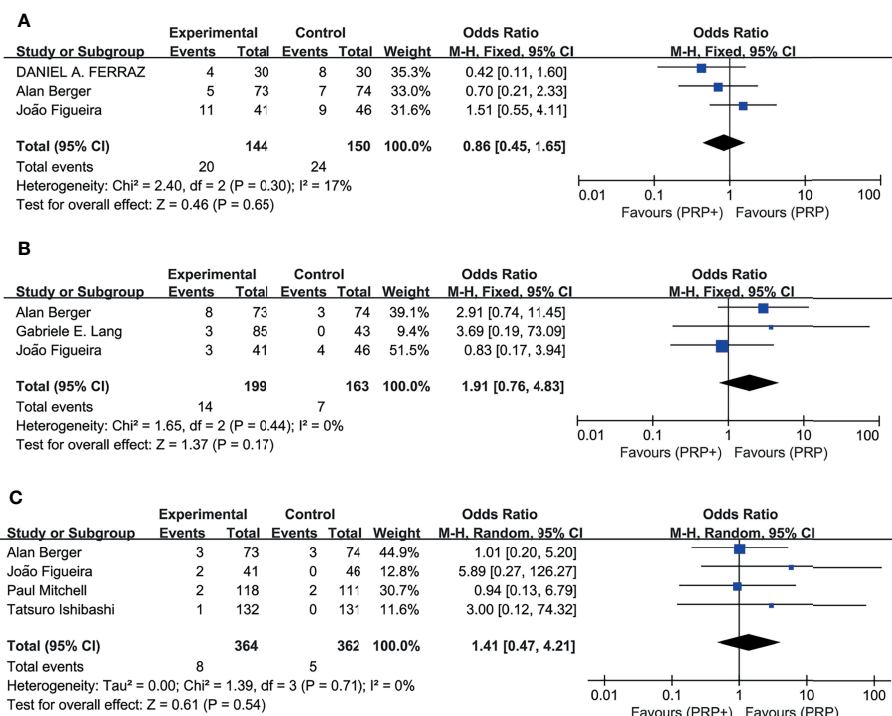 A
Experimental Control Odds Ratio Odds Ratio
Study or Subgroup Events Total Events Total Weight M-H, Fixed, 95% CI M-H, Fixed, 95% CI
DANIEL A. FERRAZ 4 30 8 30 35.3% 0.42 [0.11, 1.60]
Alan Berger 5 73 7 74 33.0% 0.70 [0.21, 2.33]
João Figueira 11 41 9 46 31.6% 1.51 [0.55, 4.11]
Total (95% CI) 144 150 100.0% 0.86 [0.45, 1.65]
Total events 20 24
Heterogeneity: Chi² = 2.40, df = 2 (P = 0.30); I² = 17%
Test for overall effect: Z = 0.46 (P = 0.65)
0.01 0.1 1 10 100
Favours (PRP+) Favours (PRP)
B
Experimental Control Odds Ratio Odds Ratio
Study or Subgroup Events Total Events Total Weight M-H, Fixed, 95% CI M-H, Fixed, 95% CI
Alan Berger 8 73 3 74 39.1% 2.91 [0.74, 11.45]
Gabriele E. Lang 3 85 0 43 9.4% 3.69 [0.19, 73.09]
João Figueira 3 41 4 46 51.5% 0.83 [0.17, 3.94]
Total (95% CI) 199 163 100.0% 1.91 [0.76, 4.83]
Total events 14 7
Heterogeneity: Chi² = 1.65, df = 2 (P = 0.44); I² = 0%
Test for overall effect: Z = 1.37 (P = 0.17)
0.01 0.1 1 10 100
Favours (PRP+) Favours (PRP)
C
Experimental Control Odds Ratio Odds Ratio
Study or Subgroup Events Total Events Total Weight M-H, Random, 95% CI M-H, Random, 95% CI
Alan Berger 3 73 3 74 44.9% 1.01 [0.20, 5.20]
João Figueira 2 41 0 46 12.8% 5.89 [0.27, 126.27]
Paul Mitchell 2 118 2 111 30.7% 0.94 [0.13, 6.79]
Tatsuro Ishibashi 1 132 0 131 11.6% 3.00 [0.12, 74.32]
Total (95% CI) 364 362 100.0% 1.41 [0.47, 4.21]
Total events 8 5
Heterogeneity: Tau² = 0.00; Chi² = 1.39, df = 3 (P = 0.71); I² = 0%
Test for overall effect: Z = 0.61 (P = 0.54)
0.01 0.1 1 10 100
Favours (PRP+) Favours (PRP)